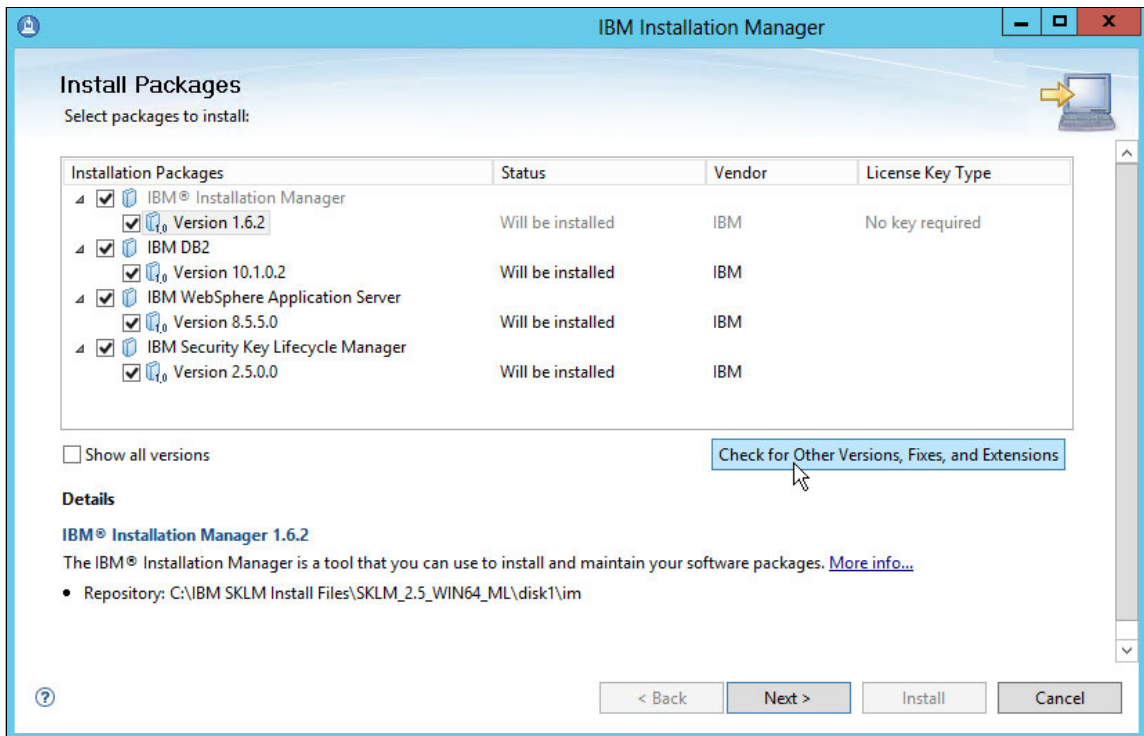 IBM Installation Manager
Install Packages
Select packages to install:
Installation Packages Status Vendor License Key Type
IBM® Installation Manager
Version 1.6.2 Will be installed IBM No key required
IBM DB2
Version 10.1.0.2 Will be installed IBM
IBM WebSphere Application Server
Version 8.5.5.0 Will be installed IBM
IBM Security Key Lifecycle Manager
Version 2.5.0.0 Will be installed IBM
Show all versions Check for Other Versions, Fixes, and Extensions
Details
IBM® Installation Manager 1.6.2
The IBM® Installation Manager is a tool that you can use to install and maintain your software packages. More info...
• Repository: C:\IBM SKLM Install Files\SKLM_2.5_WIN64_ML\disk1\im
? < Back Next > Install Cancel